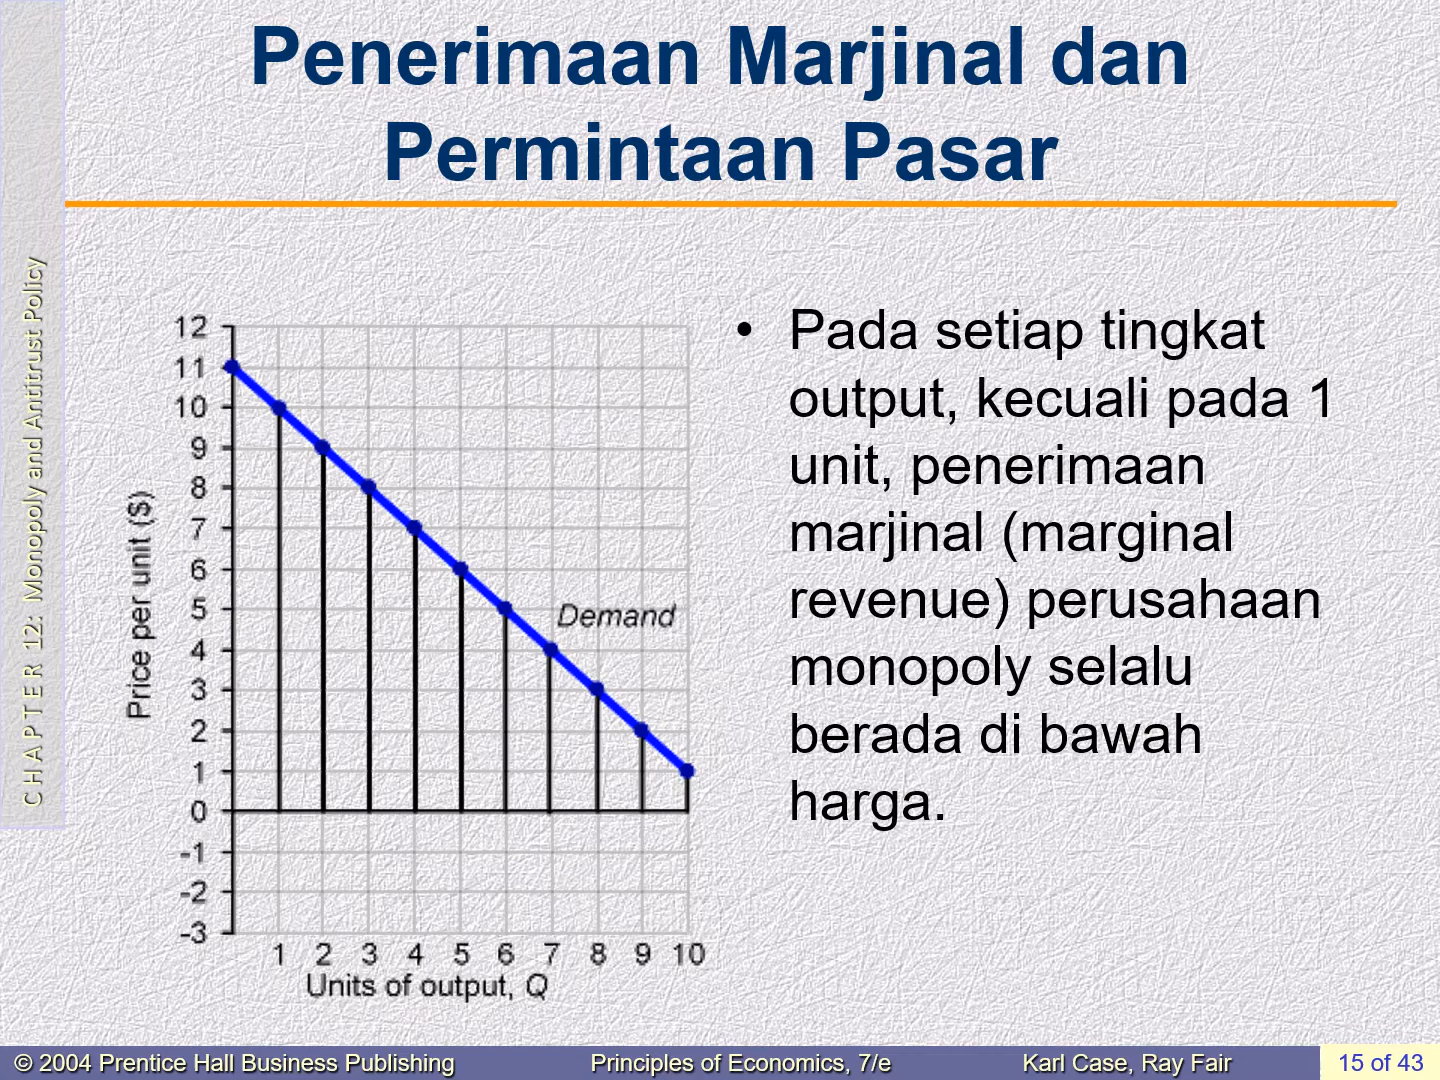 Penerimaan Marjinal dan
Permintaan Pasar
CHAPTER 12: Monopoly and Antitrust Policy
Price per unit ($)
12
11
10
9
8
7
6
5
4
3
2
1
0
-1
-2
-3
Demand
1 2 3 4 5 6 7 8 9 10
Units of output, Q
• Pada setiap tingkat
output, kecuali pada 1
unit, penerimaan
marjinal (marginal
revenue) perusahaan
monopoly selalu
berada di bawah
harga.
© 2004 Prentice Hall Business Publishing Principles of Economics, 7/e Karl Case, Ray Fair 15 of 43